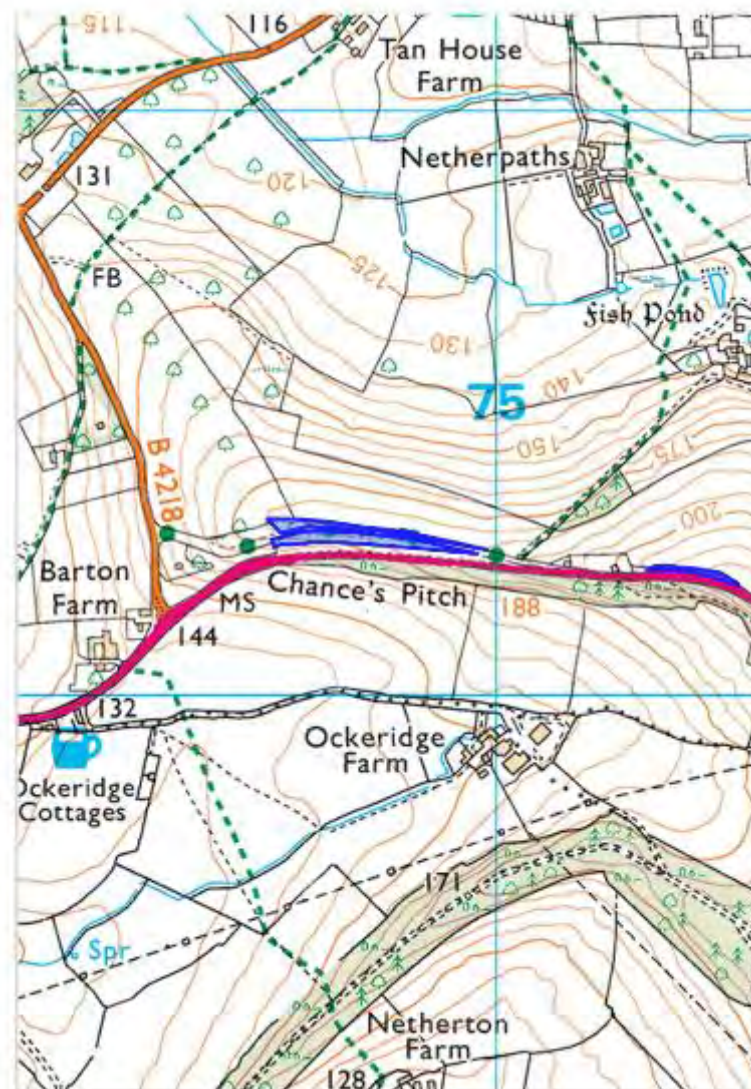 115
116
Tan House
Farm
131
Netherpaths
120
125
FB
Fish Pond
130
75
140
150
175
B 4218
200
Barton
Farm
MS
Chance's Pitch
188
144
132
Ockeridge
Farm
Ockeridge
Cottages
171
Spr
Netherton
Farm
128